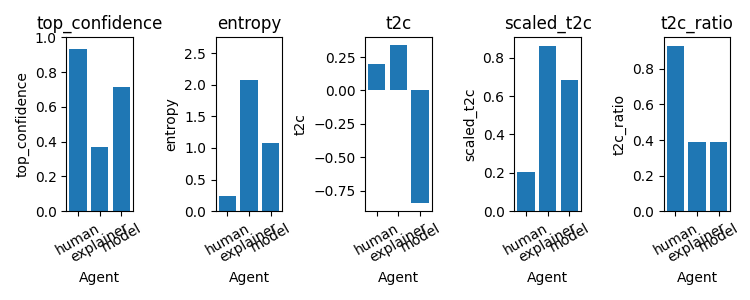 top_confidence
entropy
t2c
scaled_t2c
t2c_ratio
top_confidence
1.0
0.8
0.6
0.4
0.2
0.0
human
explainer
model
Agent
entropy
2.5
2.0
1.5
1.0
0.5
0.0
human
explainer
model
Agent
t2c
0.25
0.00
−0.25
−0.50
−0.75
human
explainer
model
Agent
scaled_t2c
0.8
0.6
0.4
0.2
0.0
human
explainer
model
Agent
t2c_ratio
0.8
0.6
0.4
0.2
0.0
human
explainer
model
Agent